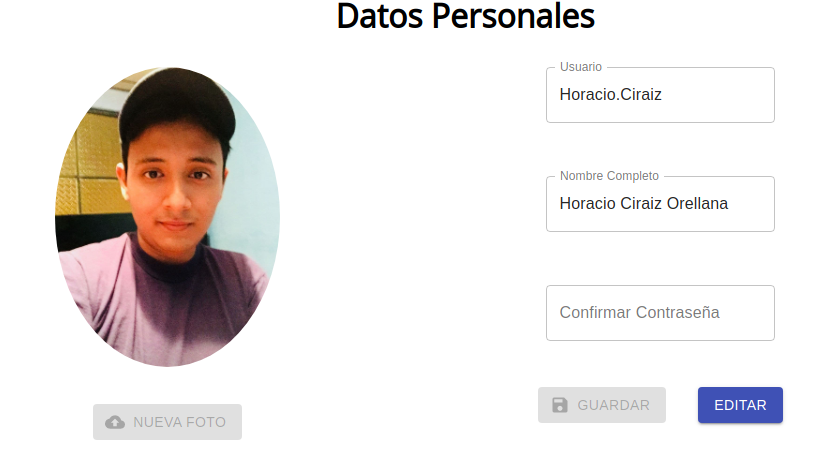 Datos Personales
Usuario
Horacio.Ciraiz
Nombre Completo
Horacio Ciraiz Orellana
Confirmar Contraseña
NUEVA FOTO
GUARDAR
EDITAR